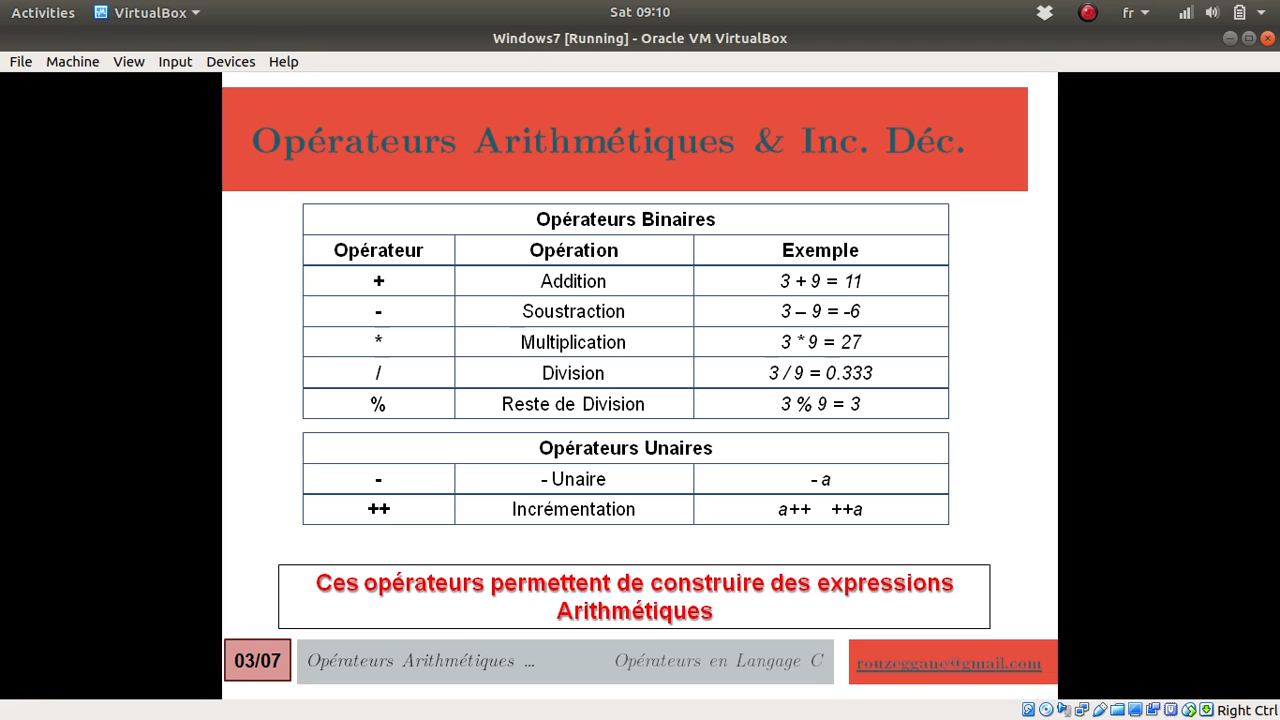 Activities VirtualBox Sat 09:10 fr
Windows7 [Running] - Oracle VM VirtualBox
File Machine View Input Devices Help
Opérateurs Arithmétiques & Inc. Déc.
Opérateurs Binaires
Opérateur Opération Exemple
+ Addition 3 + 9 = 11
- Soustraction 3 – 9 = -6
* Multiplication 3 * 9 = 27
/ Division 3 / 9 = 0.333
% Reste de Division 3 % 9 = 3
Opérateurs Unaires
- - Unaire - a
++ Incrémentation a++ ++a
Ces opérateurs permettent de construire des expressions
Arithmétiques
03/07 Opérateurs Arithmétiques ... Opérateurs en Langage C rouzeggane@gmail.com
Right Ctrl